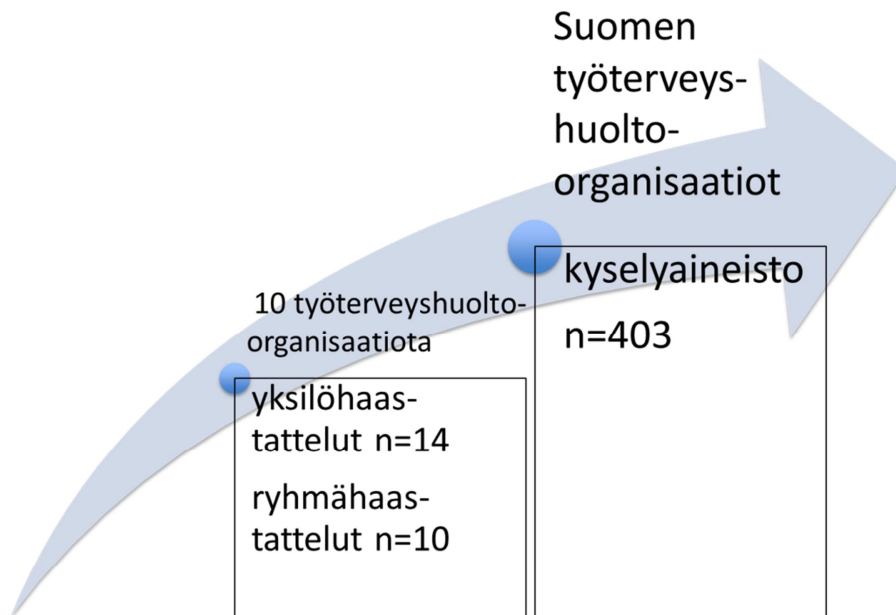 Suomen
työterveys-
huolto-
organisaatiot
kyselyaineisto
n=403
10 työterveyshuolto-
organisaatiota
yksilöhaas-
tattelut n=14
ryhmähaas-
tattelut n=10